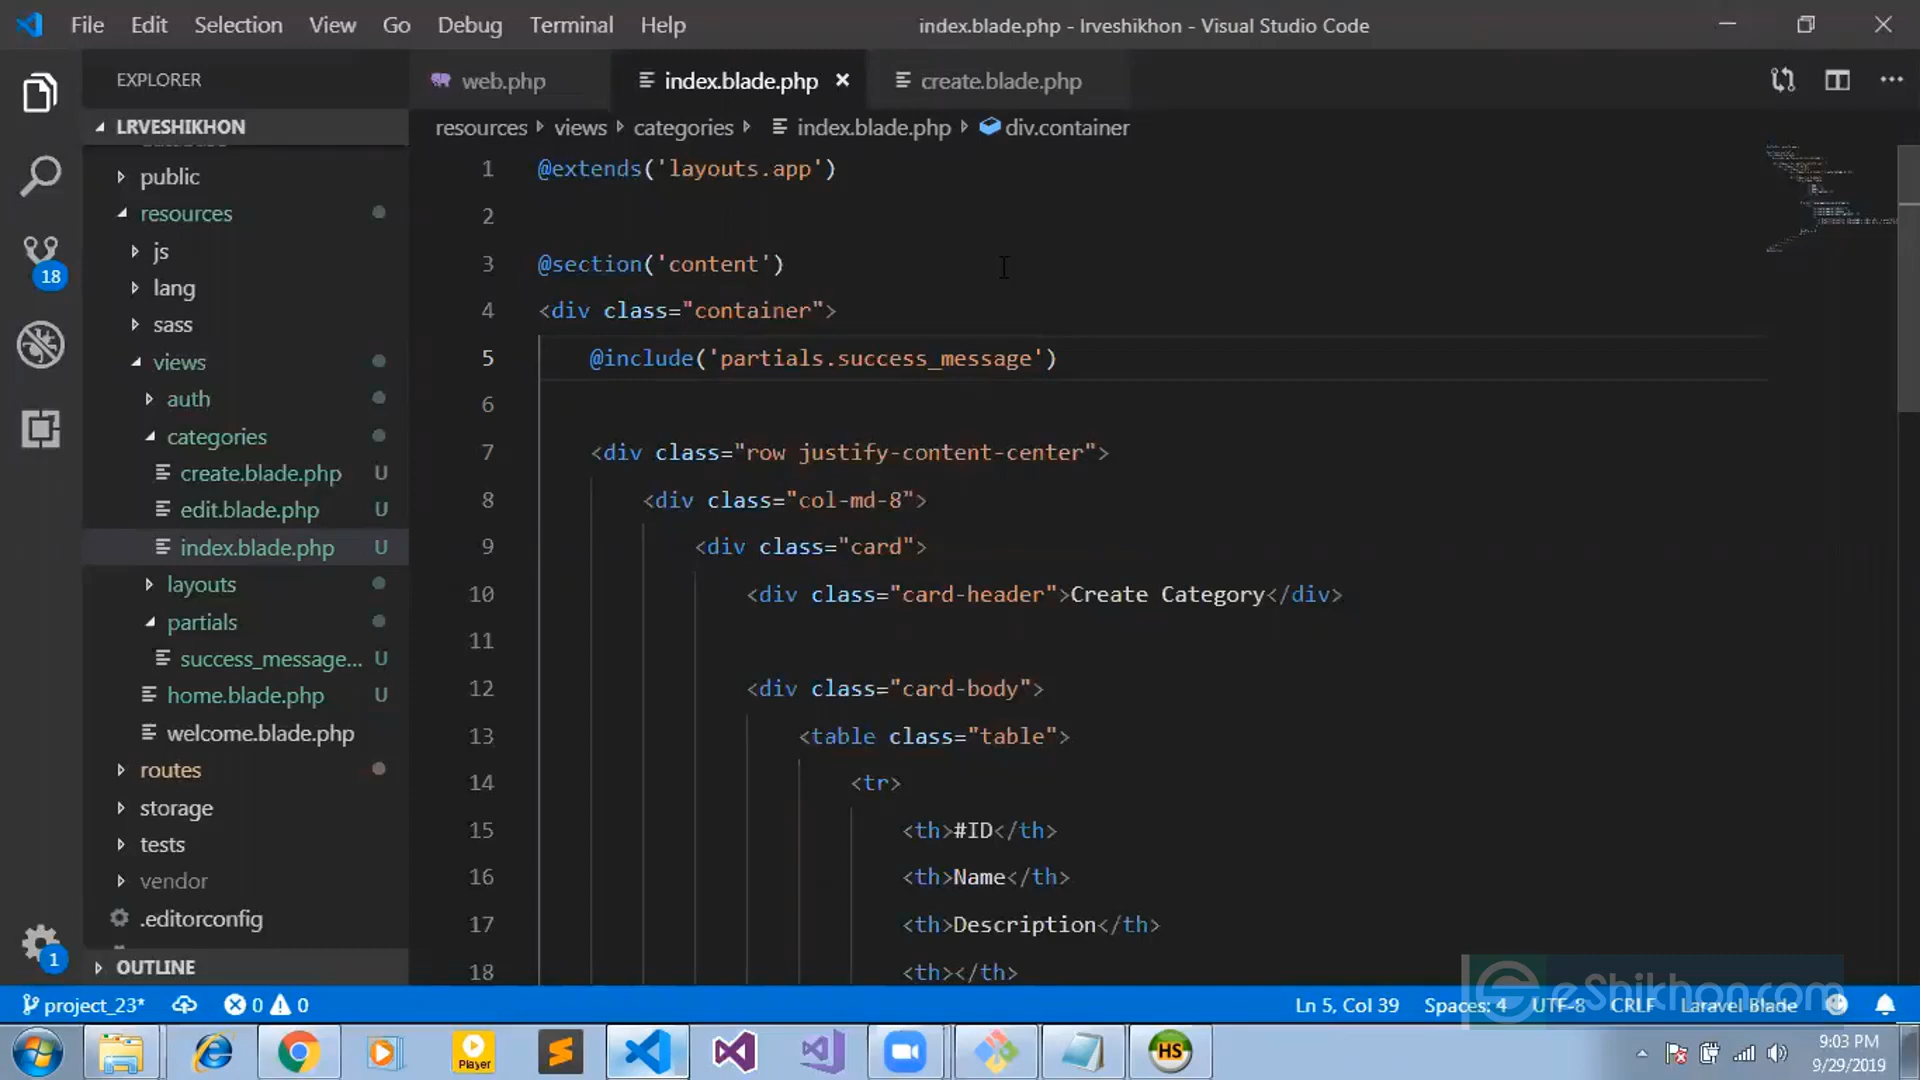 File Edit Selection View Go Debug Terminal Help
index.blade.php - lrveshikhon - Visual Studio Code
EXPLORER
web.php
index.blade.php
create.blade.php
LRVESHIKHON
resources views categories index.blade.php div.container
public
resources
js
lang
sass
views
auth
categories
create.blade.php U
edit.blade.php U
index.blade.php U
layouts
partials
success_message... U
home.blade.php U
welcome.blade.php
routes
storage
tests
vendor
.editorconfig
OUTLINE
18
1
1 @extends('layouts.app')
2
3 @section('content')
4 <div class="container">
5 @include('partials.success_message')
6
7 <div class="row justify-content-center">
8 <div class="col-md-8">
9 <div class="card">
10 <div class="card-header">Create Category</div>
11
12 <div class="card-body">
13 <table class="table">
14 <tr>
15 <th>#ID</th>
16 <th>Name</th>
17 <th>Description</th>
18 <th></th>
eShikhon.com
project_23* 0 0
Ln 5, Col 39 Spaces: 4 UTF-8 CRLF Laravel Blade
Player
HS
9:03 PM
9/29/2019